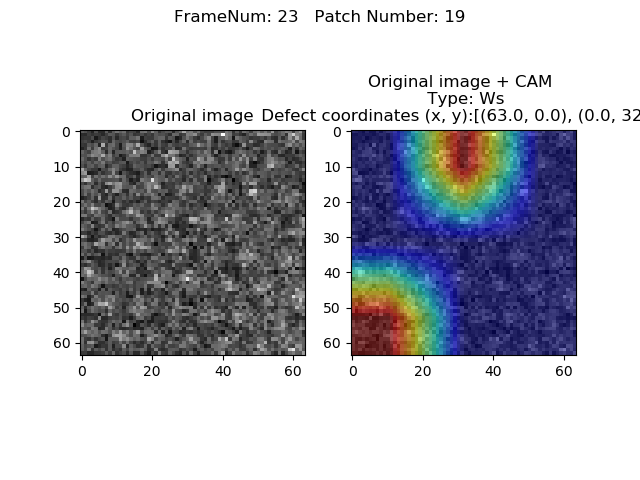 FrameNum: 23   Patch Number: 19
Original image + CAM
Type: Ws
Original image
Defect coordinates (x, y):[(63.0, 0.0), (0.0, 32
0
10
20
30
40
50
60
0 20 40 60
0
10
20
30
40
50
60
0 20 40 60